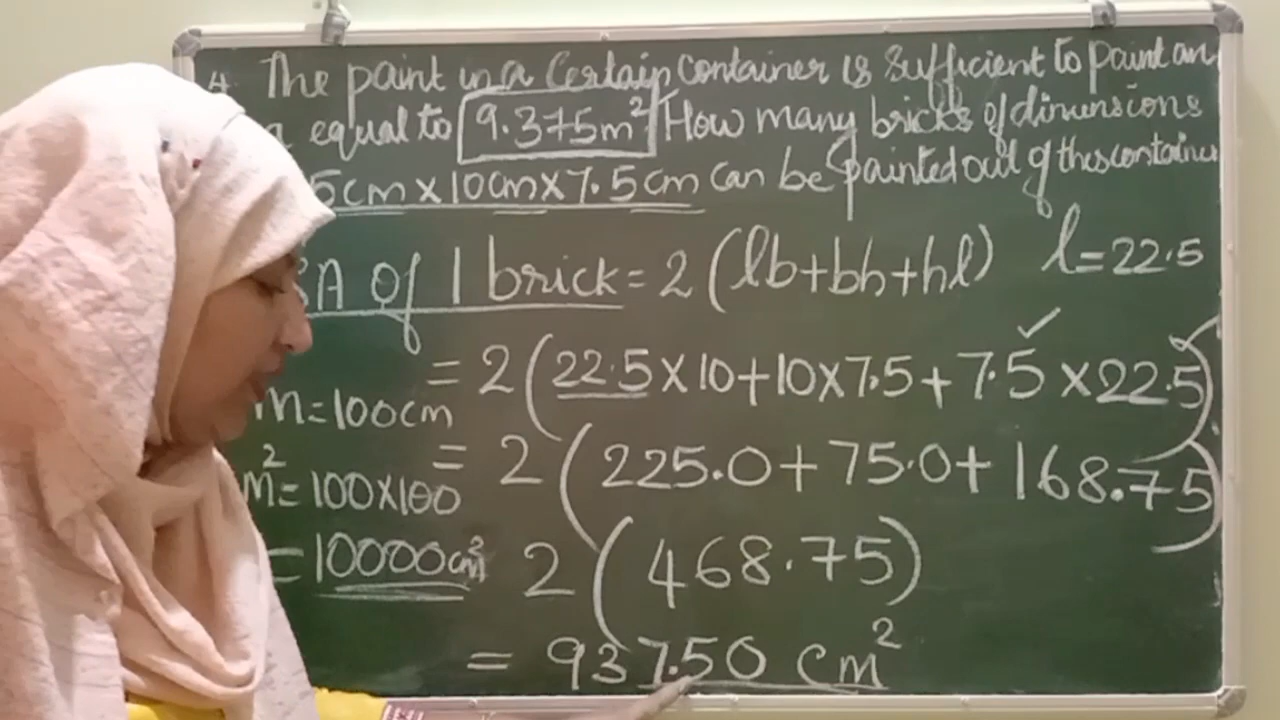 4. The paint in a Certain container is sufficient to paint an
equal to 9.375m² How many bricks of dimensions
5cm x 10cm x 7.5cm can be painted out of this container
SA of 1 brick = 2 (lb+bh+hl) l=22.5
= 2 (22.5 x 10 + 10 x 7.5 + 7.5 x 22.5)
m = 100cm
= 2 (225.0 + 75.0 + 168.75)
m² = 100 X 100
= 10000cm²
2 (468.75)
= 937.50 cm²